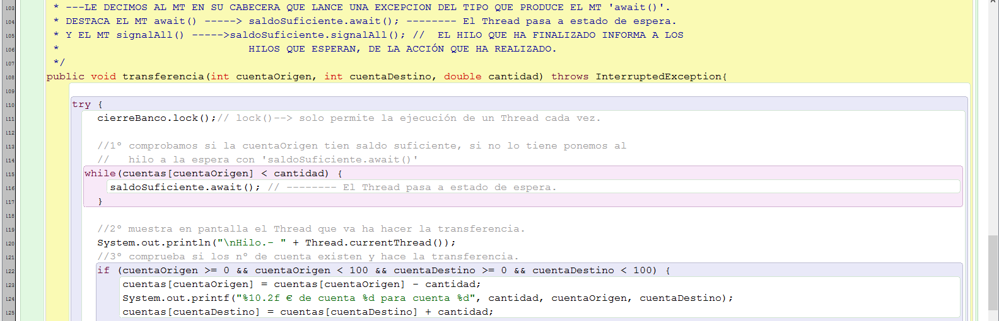 103 * ---LE DECIMOS AL MT EN SU CABECERA QUE LANCE UNA EXCEPCION DEL TIPO QUE PRODUCE EL MT 'await()'.
104 * DESTACA EL MT await() -----> saldoSuficiente.await(); -------- El Thread pasa a estado de espera.
105 * Y EL MT signalAll() ----->saldoSuficiente.signalAll(); // EL HILO QUE HA FINALIZADO INFORMA A LOS
106 * HILOS QUE ESPERAN, DE LA ACCIÓN QUE HA REALIZADO.
107 */
108 public void transferencia(int cuentaOrigen, int cuentaDestino, double cantidad) throws InterruptedException{
109
110 try {
111 cierreBanco.lock();// lock()--> solo permite la ejecución de un Thread cada vez.
112
113 //1º comprobamos si la cuentaOrigen tien saldo suficiente, si no lo tiene ponemos al
114 // hilo a la espera con 'saldoSuficiente.await()'
115 while(cuentas[cuentaOrigen] < cantidad) {
116 saldoSuficiente.await(); // -------- El Thread pasa a estado de espera.
117 }
118
119 //2º muestra en pantalla el Thread que va ha hacer la transferencia.
120 System.out.println("\nHilo.- " + Thread.currentThread());
121 //3º comprueba si los nº de cuenta existen y hace la transferencia.
122 if (cuentaOrigen >= 0 && cuentaOrigen < 100 && cuentaDestino >= 0 && cuentaDestino < 100) {
123 cuentas[cuentaOrigen] = cuentas[cuentaOrigen] - cantidad;
124 System.out.printf("%10.2f € de cuenta %d para cuenta %d", cantidad, cuentaOrigen, cuentaDestino);
125 cuentas[cuentaDestino] = cuentas[cuentaDestino] + cantidad;